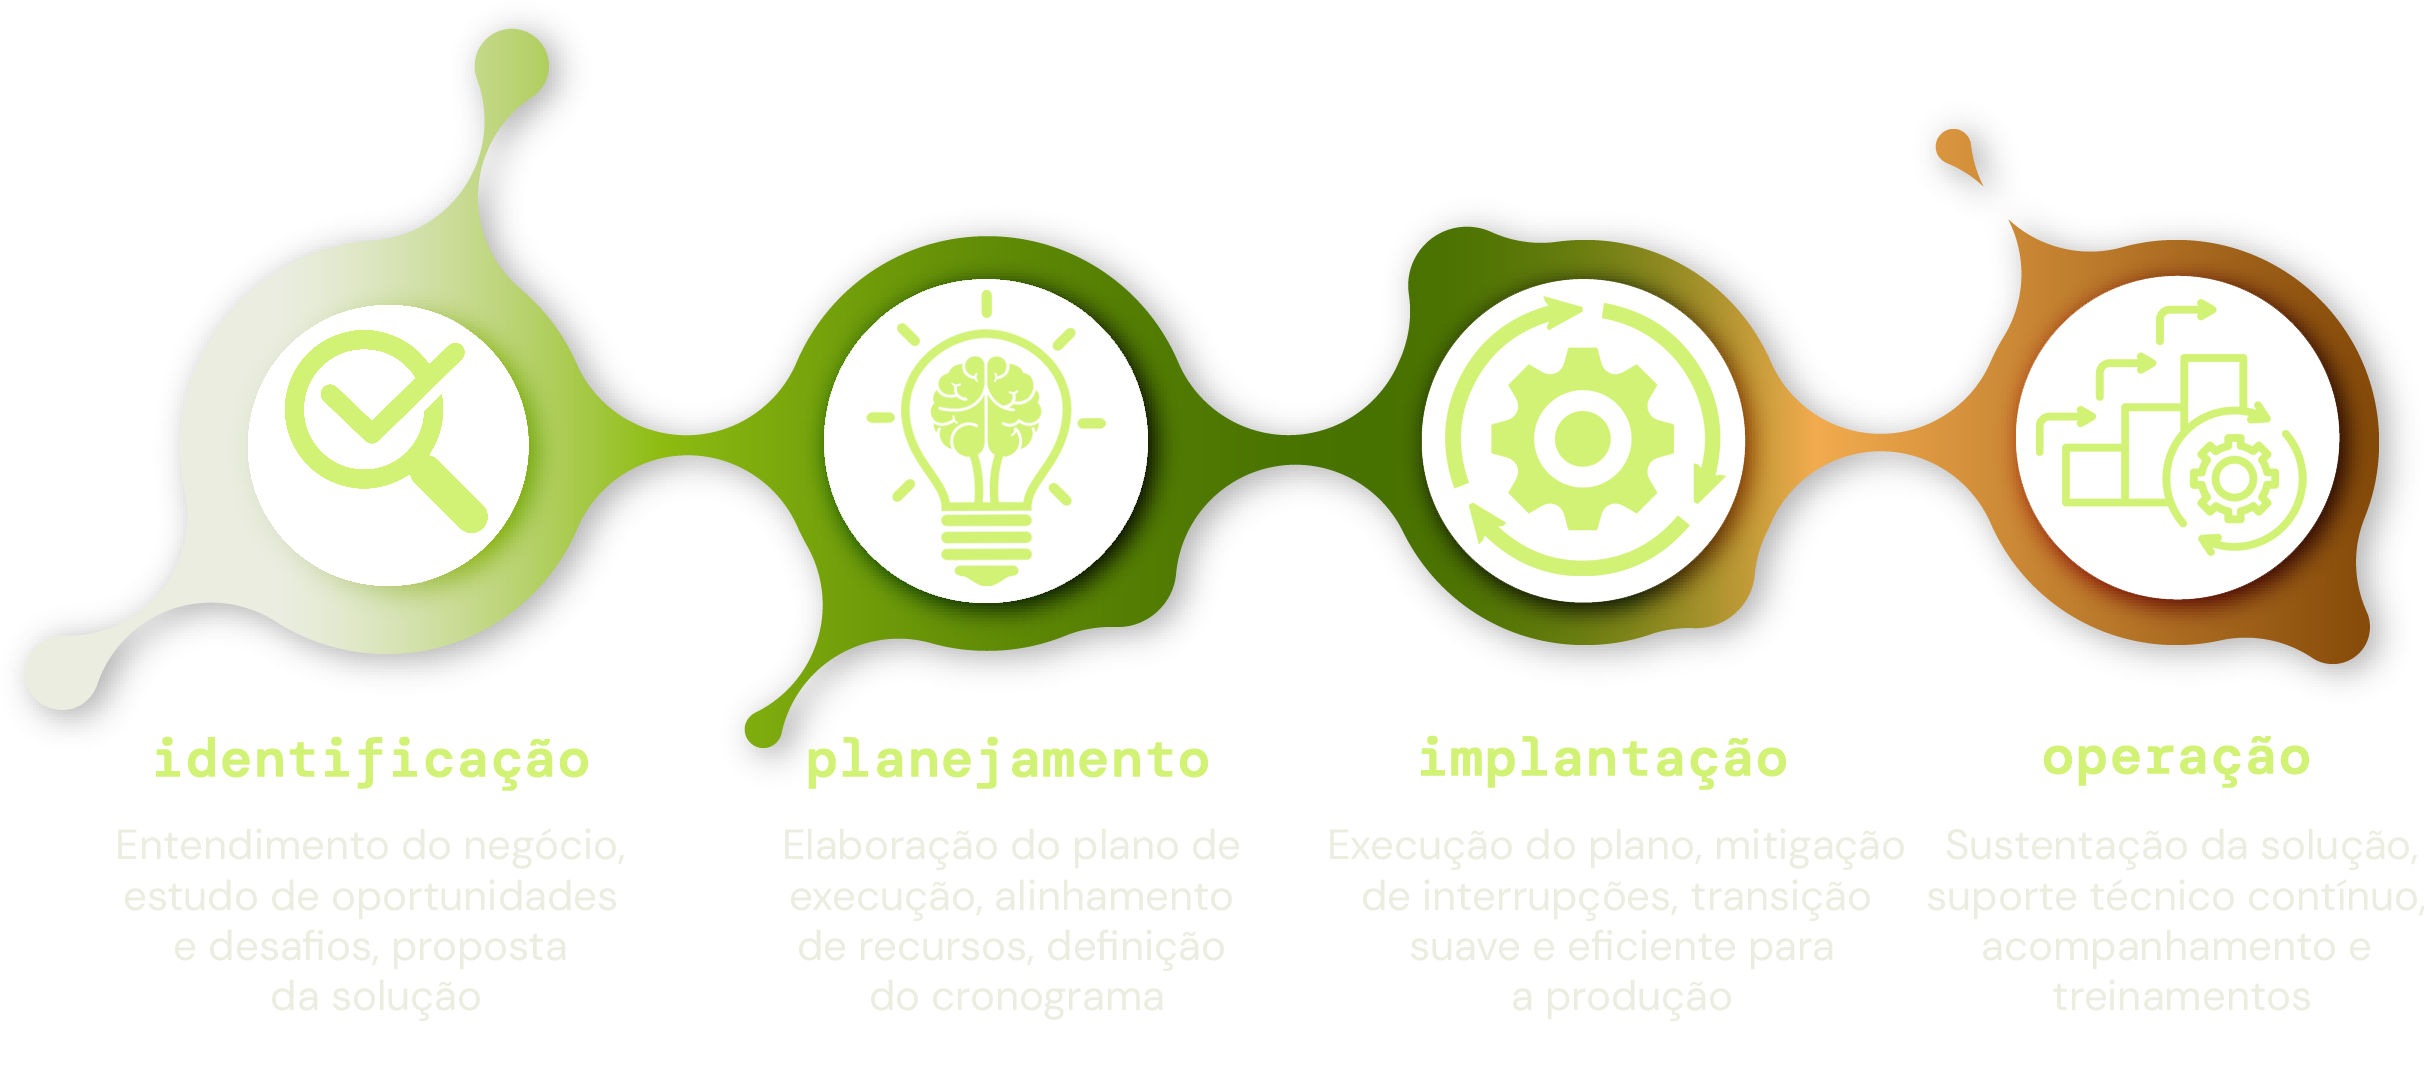 identificação
Entendimento do negócio,
estudo de oportunidades
e desafios, proposta
da solução
planejamento
Elaboração do plano de
execução, alinhamento
de recursos, definição
do cronograma
implantação
Execução do plano, mitigação
de interrupções, transição
suave e eficiente para
a produção
operação
Sustentação da solução,
suporte técnico contínuo,
acompanhamento e
treinamentos